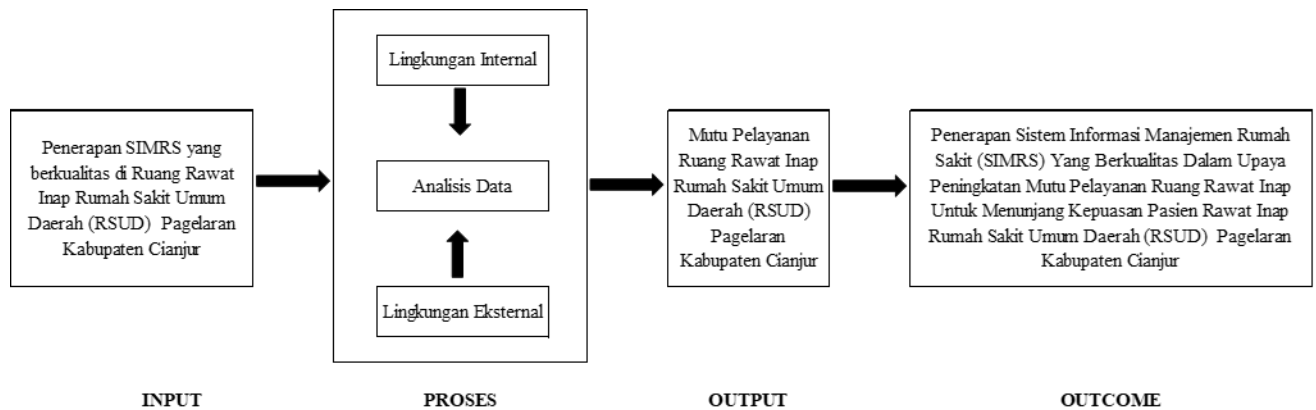 Penerapan SIMRS yang
berkualitas di Ruang Rawat
Inap Rumah Sakit Umum
Daerah (RSUD) Pagelaran
Kabupaten Cianjur
Lingkungan Internal
Analisis Data
Lingkungan Eksternal
Mutu Pelayanan
Ruang Rawat Inap
Rumah Sakit Umum
Daerah (RSUD)
Pagelaran
Kabupaten Cianjur
Penerapan Sistem Informasi Manajemen Rumah
Sakit (SIMRS) Yang Berkualitas Dalam Upaya
Peningkatan Mutu Pelayanan Ruang Rawat Inap
Untuk Menunjang Kepuasan Pasien Rawat Inap
Rumah Sakit Umum Daerah (RSUD) Pagelaran
Kabupaten Cianjur
INPUT
PROSES
OUTPUT
OUTCOME